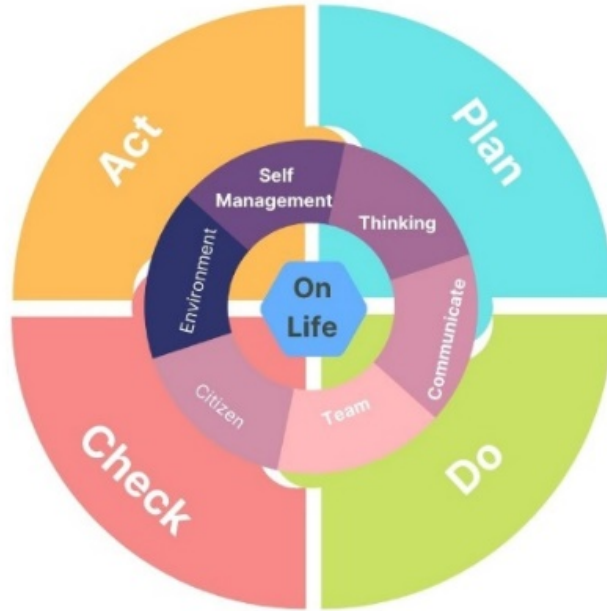 Act
Plan
Self
Management
Thinking
Environment
On
Life
Communicate
Citizen
Team
Check
Do